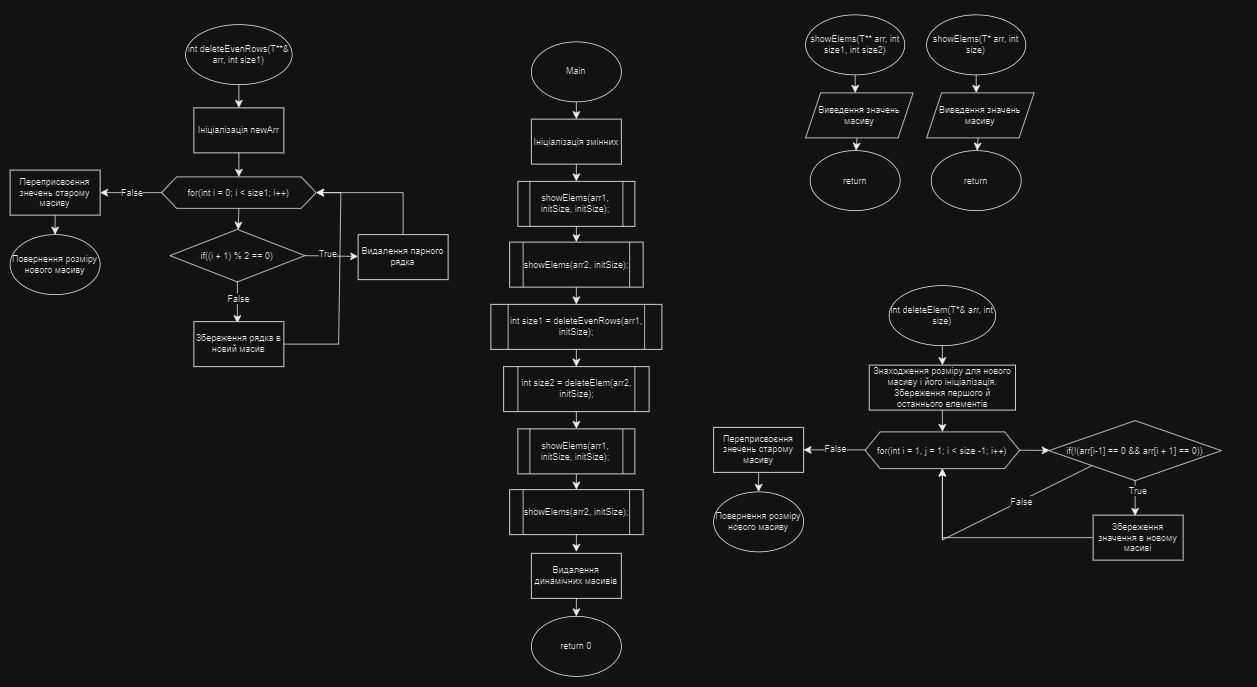 int deleteEvenRows(T**&
arr, int size1)
Ініціалізація newArr
for(int i = 0; i < size1; i++)
False
Переприсвоєння
знечень старому
масиву
Повернення розміру
нового масиву
if((i + 1) % 2 == 0)
True
Видалення парного
рядка
False
Збереження рядка в
новий масив
Main
Ініціалізація змінних
showElems(arr1,
initSize, initSize);
showElems(arr2, initSize);
int size1 = deleteEvenRows(arr1,
initSize);
int size2 = deleteElem(arr2,
initSize);
showElems(arr1,
initSize, initSize);
showElems(arr2, initSize);
Видалення
динамічних масивів
return 0
showElems(T** arr, int
size1, int size2)
Виведення значень
масиву
return
showElems(T* arr, int
size)
Виведення значень
масиву
return
int deleteElem(T*& arr, int
size)
Знаходження розміру для нового
масиву і його ініціалізація.
Збереження першого й
останнього елементів
for(int i = 1, j = 1; i < size -1; i++)
False
Переприсвоєння
знечень старому
масиву
Повернення розміру
нового масиву
if(!(arr[i-1] == 0 && arr[i + 1] == 0))
True
False
Збереження
значення в новому
масиві